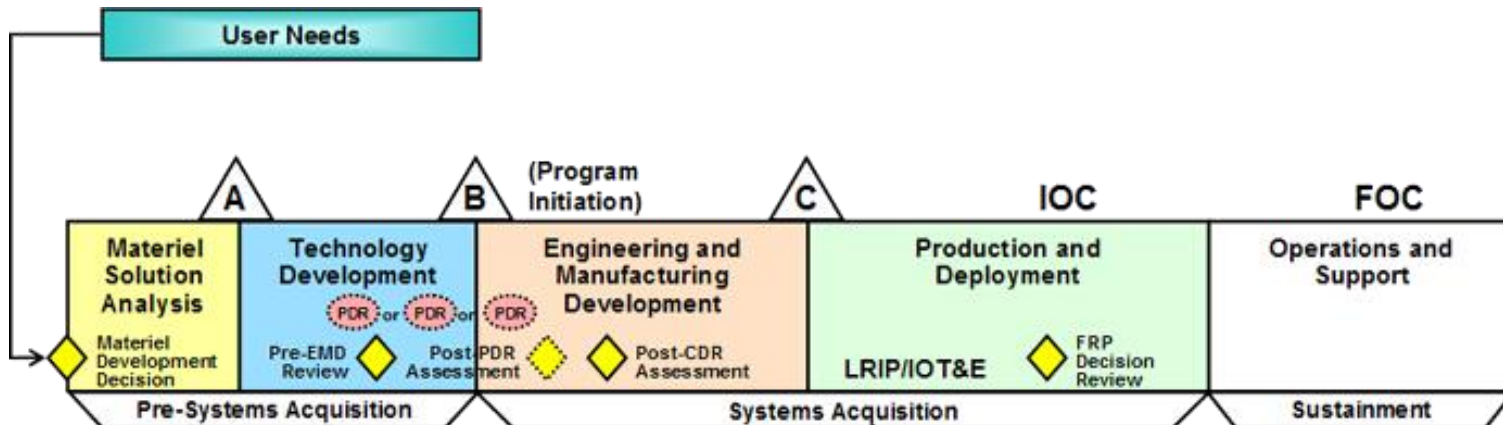 User Needs
A
B
(Program
Initiation)
C
IOC
FOC
Materiel
Solution
Analysis
Technology
Development
Engineering and
Manufacturing
Development
Production and
Deployment
Operations and
Support
PDR or PDR or PDR
Materiel
Development
Decision
Pre-EMD
Review
Post-PDR
Assessment
Post-CDR
Assessment
LRIP/IOT&E
FRP
Decision
Review
Pre-Systems Acquisition
Systems Acquisition
Sustainment